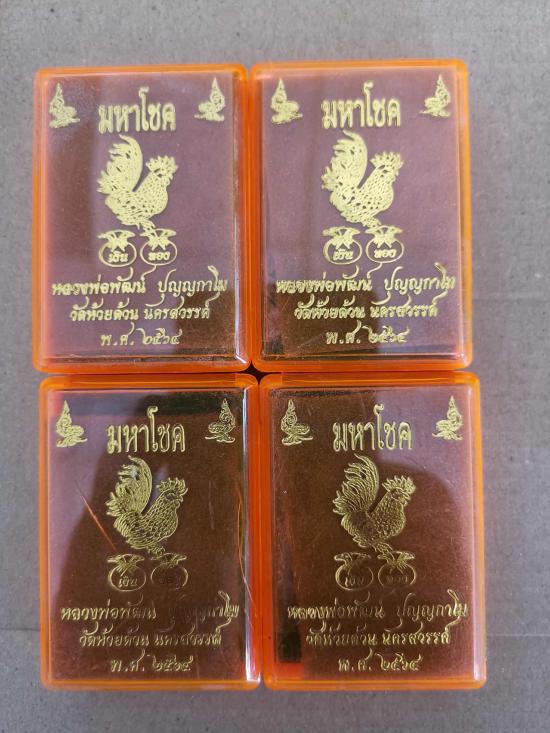 มหาโชค
เงิน ทอง
หลวงพ่อพัฒน์ ปุญญกาโม
วัดห้วยด้วน นครสวรรค์
พ.ศ. ๒๕๖๔
มหาโชค
เงิน ทอง
หลวงพ่อพัฒน์ ปุญญกาโม
วัดห้วยด้วน นครสวรรค์
พ.ศ. ๒๕๖๔
มหาโชค
เงิน
หลวงพ่อพัฒน์ ปุญญกาโม
วัดห้วยด้วน นครสวรรค์
พ.ศ. ๒๕๖๔
มหาโชค
เงิน ทอง
หลวงพ่อพัฒน์ ปุญญกาโม
วัดห้วยด้วน นครสวรรค์
พ.ศ. ๒๕๖๔